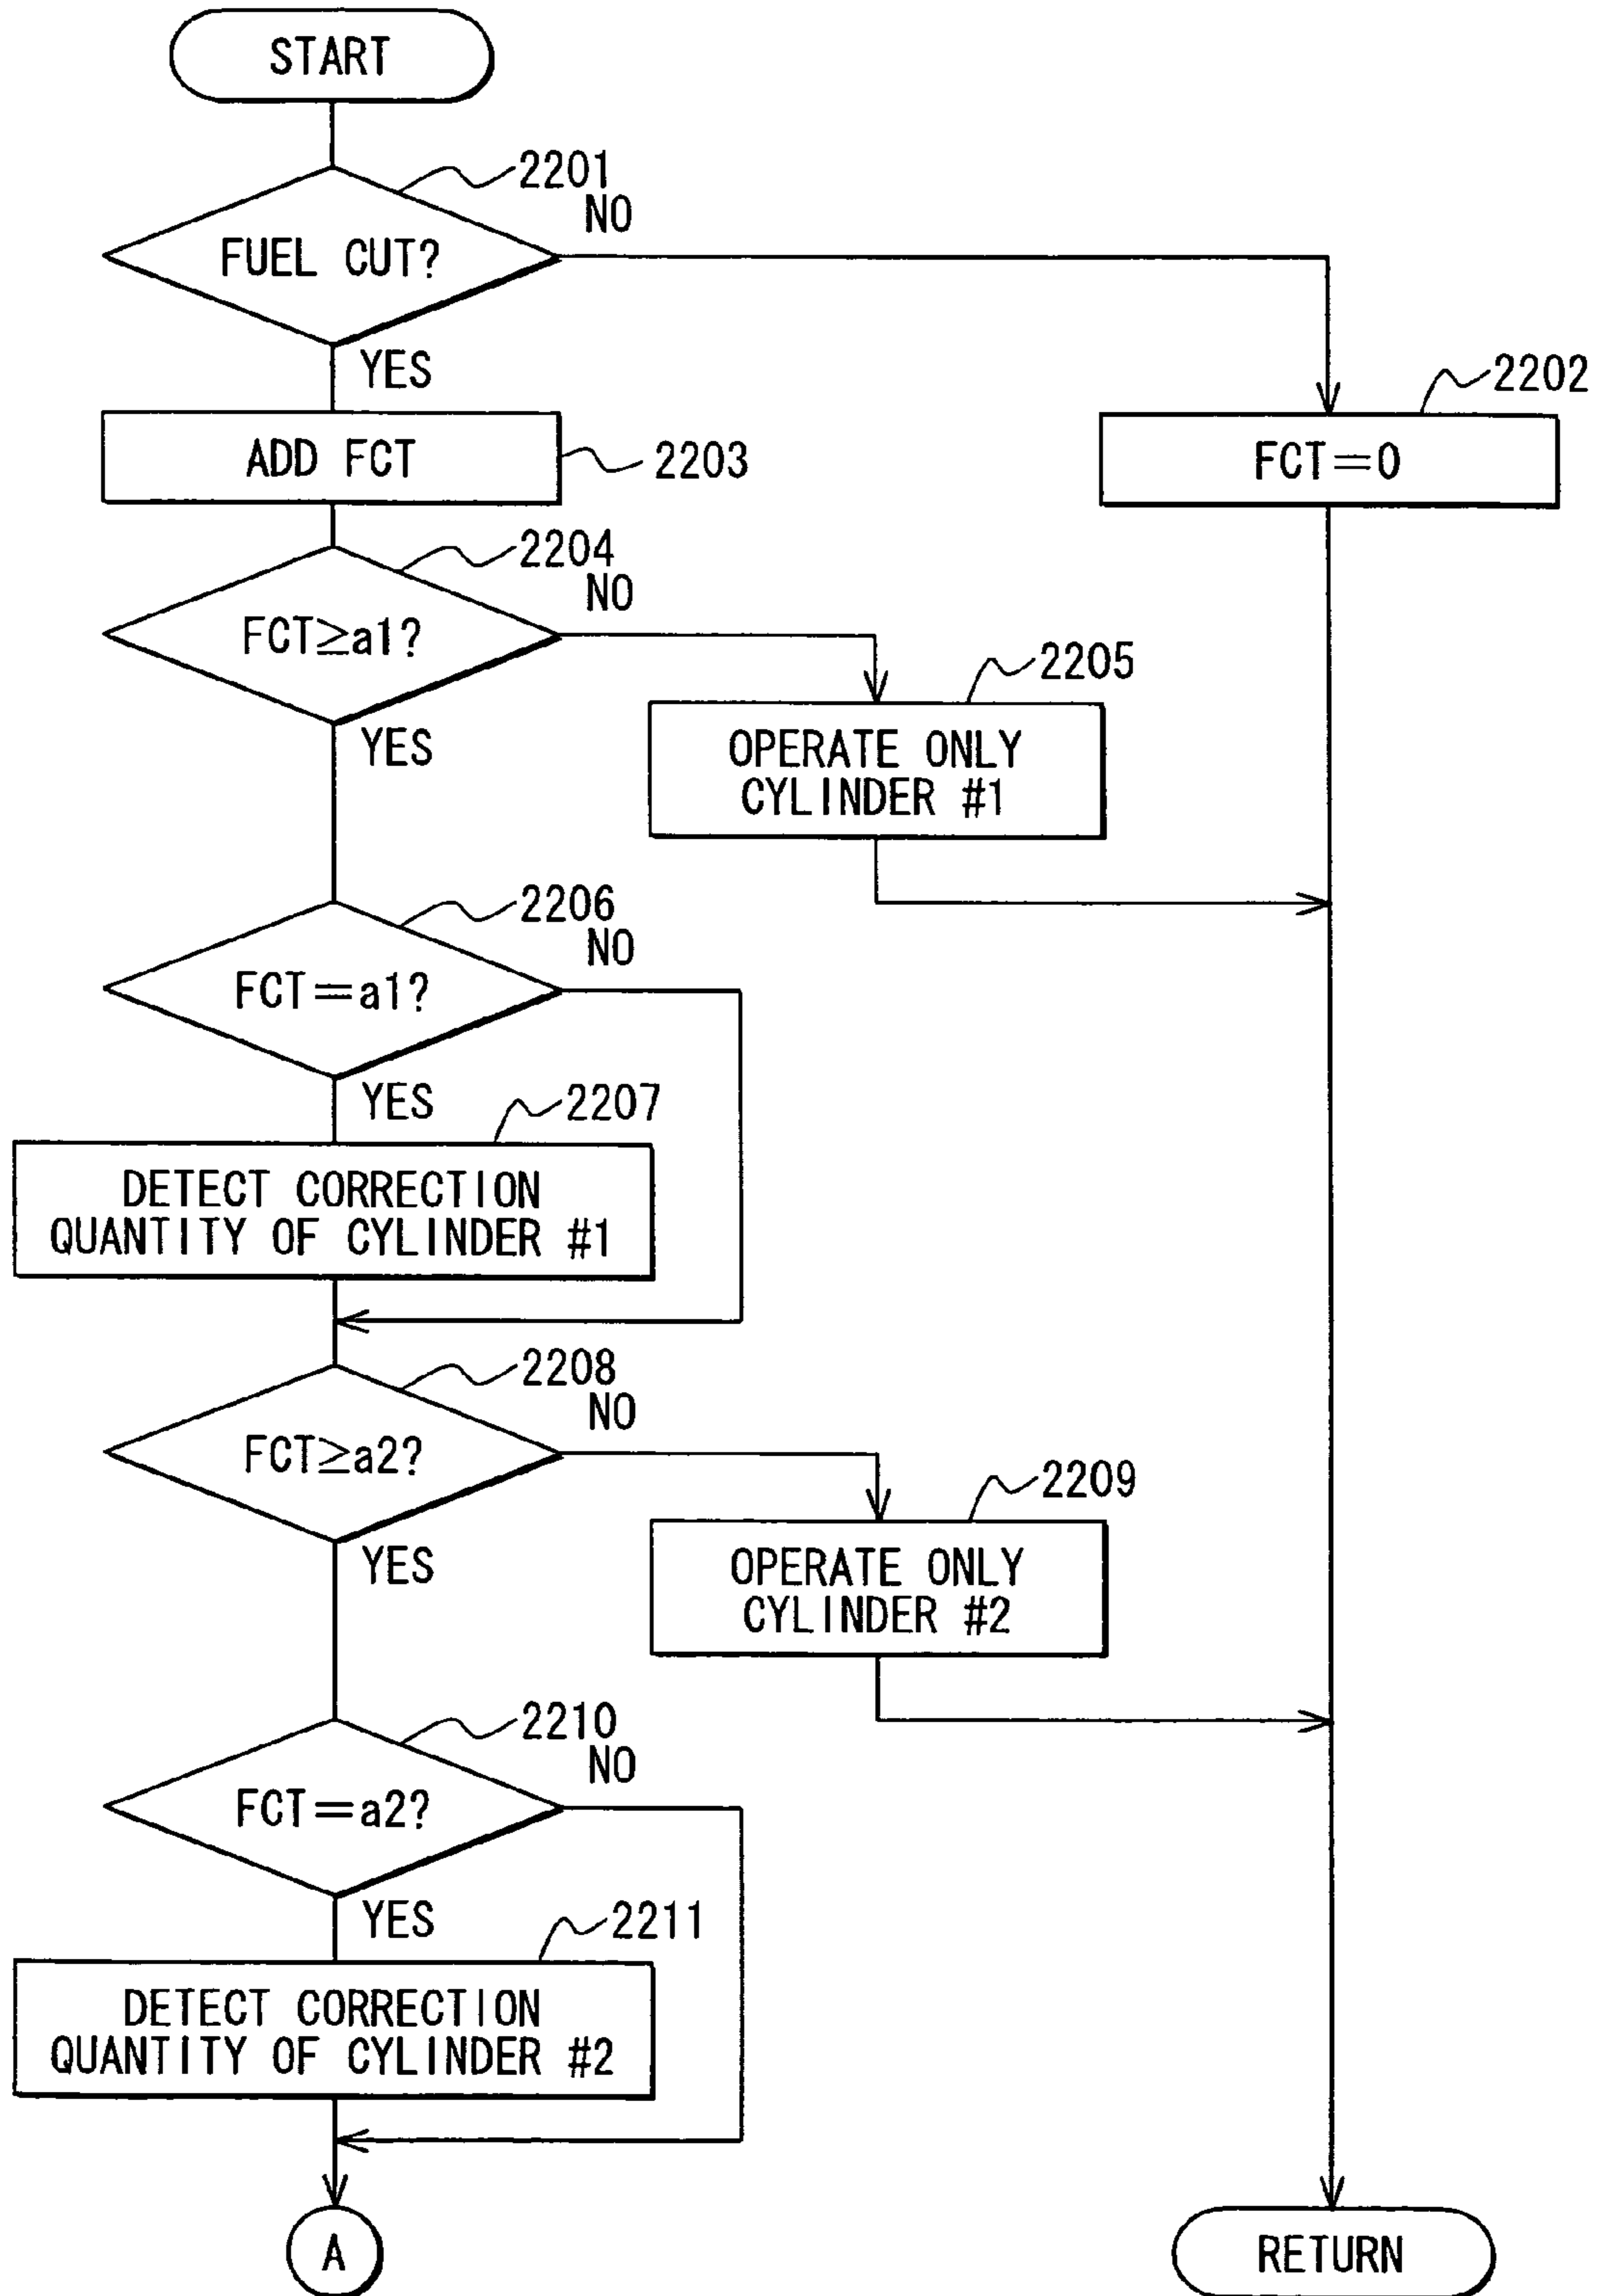 START
2201
NO
FUEL CUT?
YES
2202
ADD FCT
2203
FCT=0
2204
NO
FCT≧a1?
2205
YES
OPERATE ONLY
CYLINDER #1
2206
NO
FCT=a1?
YES
2207
DETECT CORRECTION
QUANTITY OF CYLINDER #1
2208
NO
FCT≧a2?
2209
YES
OPERATE ONLY
CYLINDER #2
2210
NO
FCT=a2?
YES
2211
DETECT CORRECTION
QUANTITY OF CYLINDER #2
A
RETURN